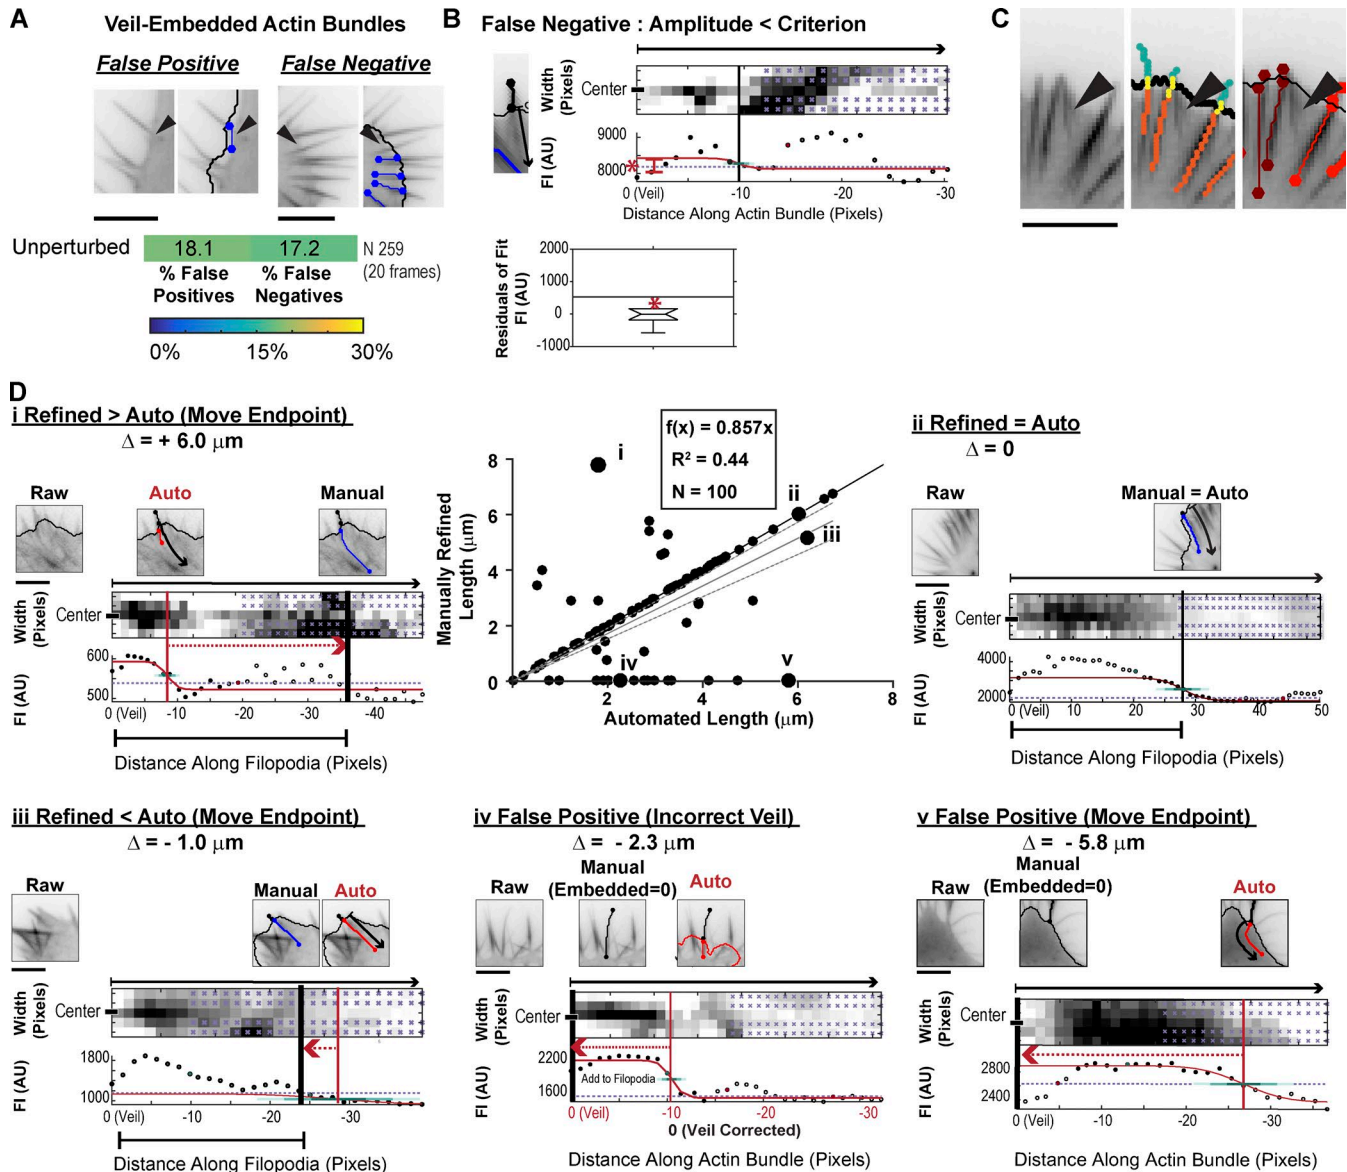 A
Veil-Embedded Actin Bundles
False Positive
False Negative
Unperturbed
18.1
17.2
N 259
(20 frames)
% False
Positives
% False
Negatives
0%
15%
30%
B
False Negative : Amplitude < Criterion
Width
(Pixels)
Center
FI (AU)
9000
8000
*
0 (Veil)
-10
-20
-30
Distance Along Actin Bundle (Pixels)
Residuals of Fit
FI (AU)
2000
1000
0
-1000
*
C
D
i Refined > Auto (Move Endpoint)
Δ = + 6.0 μm
Raw
Auto
Manual
Width
(Pixels)
Center
FI (AU)
600
500
0 (Veil)
-10
-20
-30
-40
Distance Along Filopodia (Pixels)
f(x) = 0.857x
R² = 0.44
N = 100
Manually Refined
Length (μm)
8
6
4
2
0
i
ii
iii
iv
v
2
4
6
8
Automated Length (μm)
ii Refined = Auto
Δ = 0
Raw
Manual = Auto
Width
(Pixels)
Center
FI (AU)
4000
2000
0 (Veil)
10
20
30
40
50
Distance Along Filopodia (Pixels)
iii Refined < Auto (Move Endpoint)
Δ = - 1.0 μm
Raw
Manual
Auto
Width
(Pixels)
Center
FI (AU)
1800
1000
0 (Veil)
-10
-20
-30
Distance Along Filopodia (Pixels)
iv False Positive (Incorrect Veil)
Δ = - 2.3 μm
Raw
Manual
(Embedded=0)
Auto
Width
(Pixels)
Center
FI (AU)
2200
1600
Add to Filopodia
0 (Veil)
-10
-20
-30
0 (Veil Corrected)
Distance Along Actin Bundle (Pixels)
v False Positive (Move Endpoint)
Δ = - 5.8 μm
Raw
Manual
(Embedded=0)
Auto
Width
(Pixels)
Center
FI (AU)
2800
2400
0 (Veil)
-10
-20
-30
Distance Along Actin Bundle (Pixels)